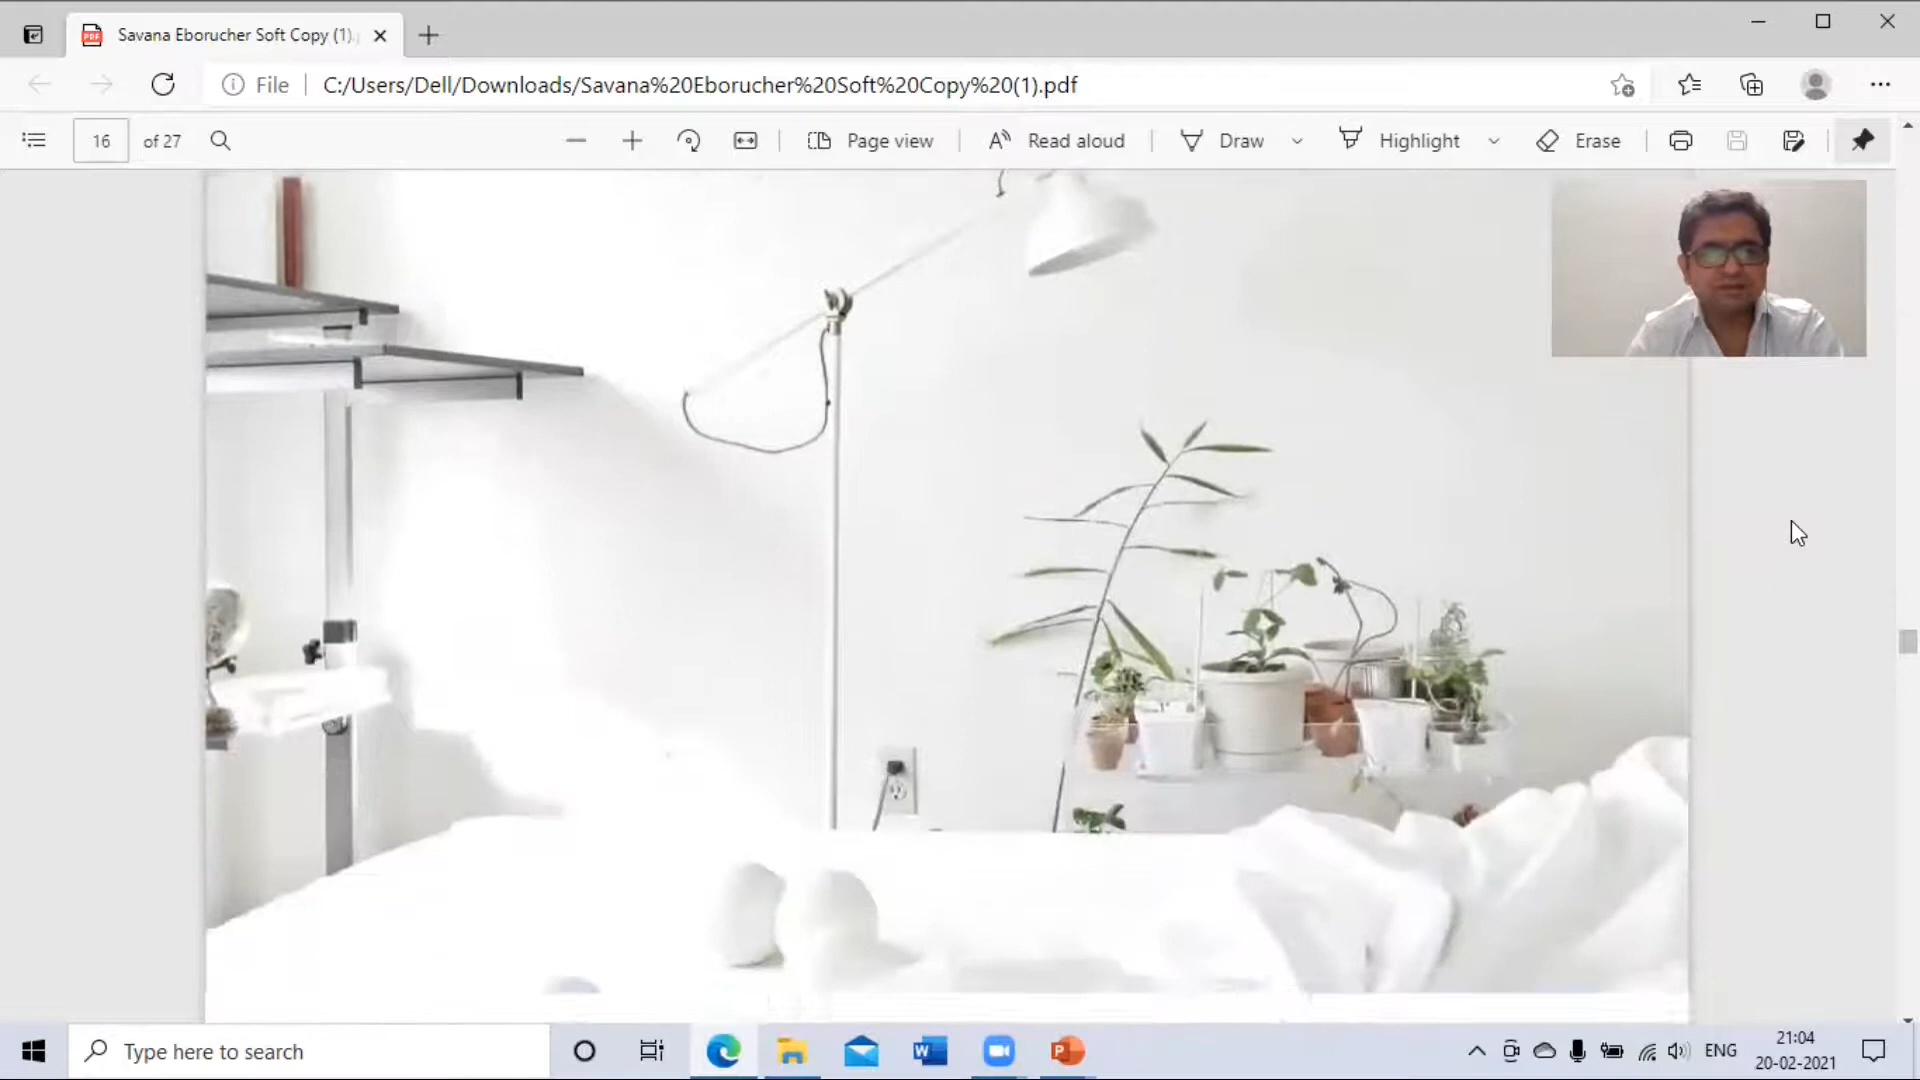 Savana Eborucher Soft Copy (1).
File
C:/Users/Dell/Downloads/Savana%20Eborucher%20Soft%20Copy%20(1).pdf
16 of 27
Page view
Read aloud
Draw
Highlight
Erase
Type here to search
ENG
21:04
20-02-2021